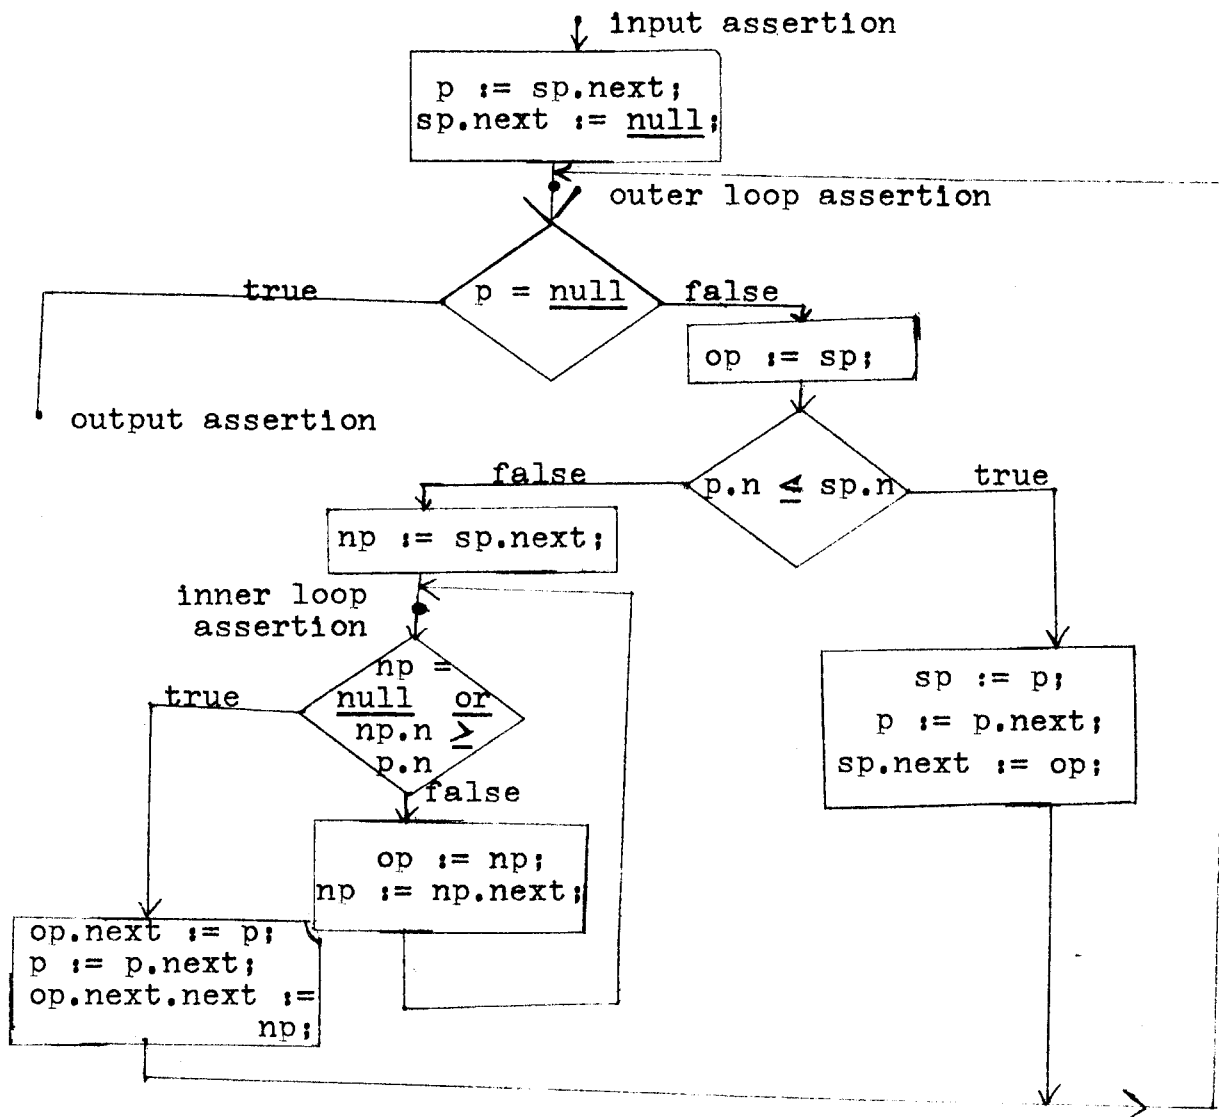 input assertion
p := sp.next;
sp.next := null;
outer loop assertion
true
p = null
false
op := sp;
output assertion
false
p.n ≤ sp.n
true
np := sp.next;
inner loop
assertion
np =
null or
np.n ≥
p.n
true
false
sp := p;
p := p.next;
sp.next := op;
op := np;
np := np.next;
op.next := p;
p := p.next;
op.next.next :=
np;